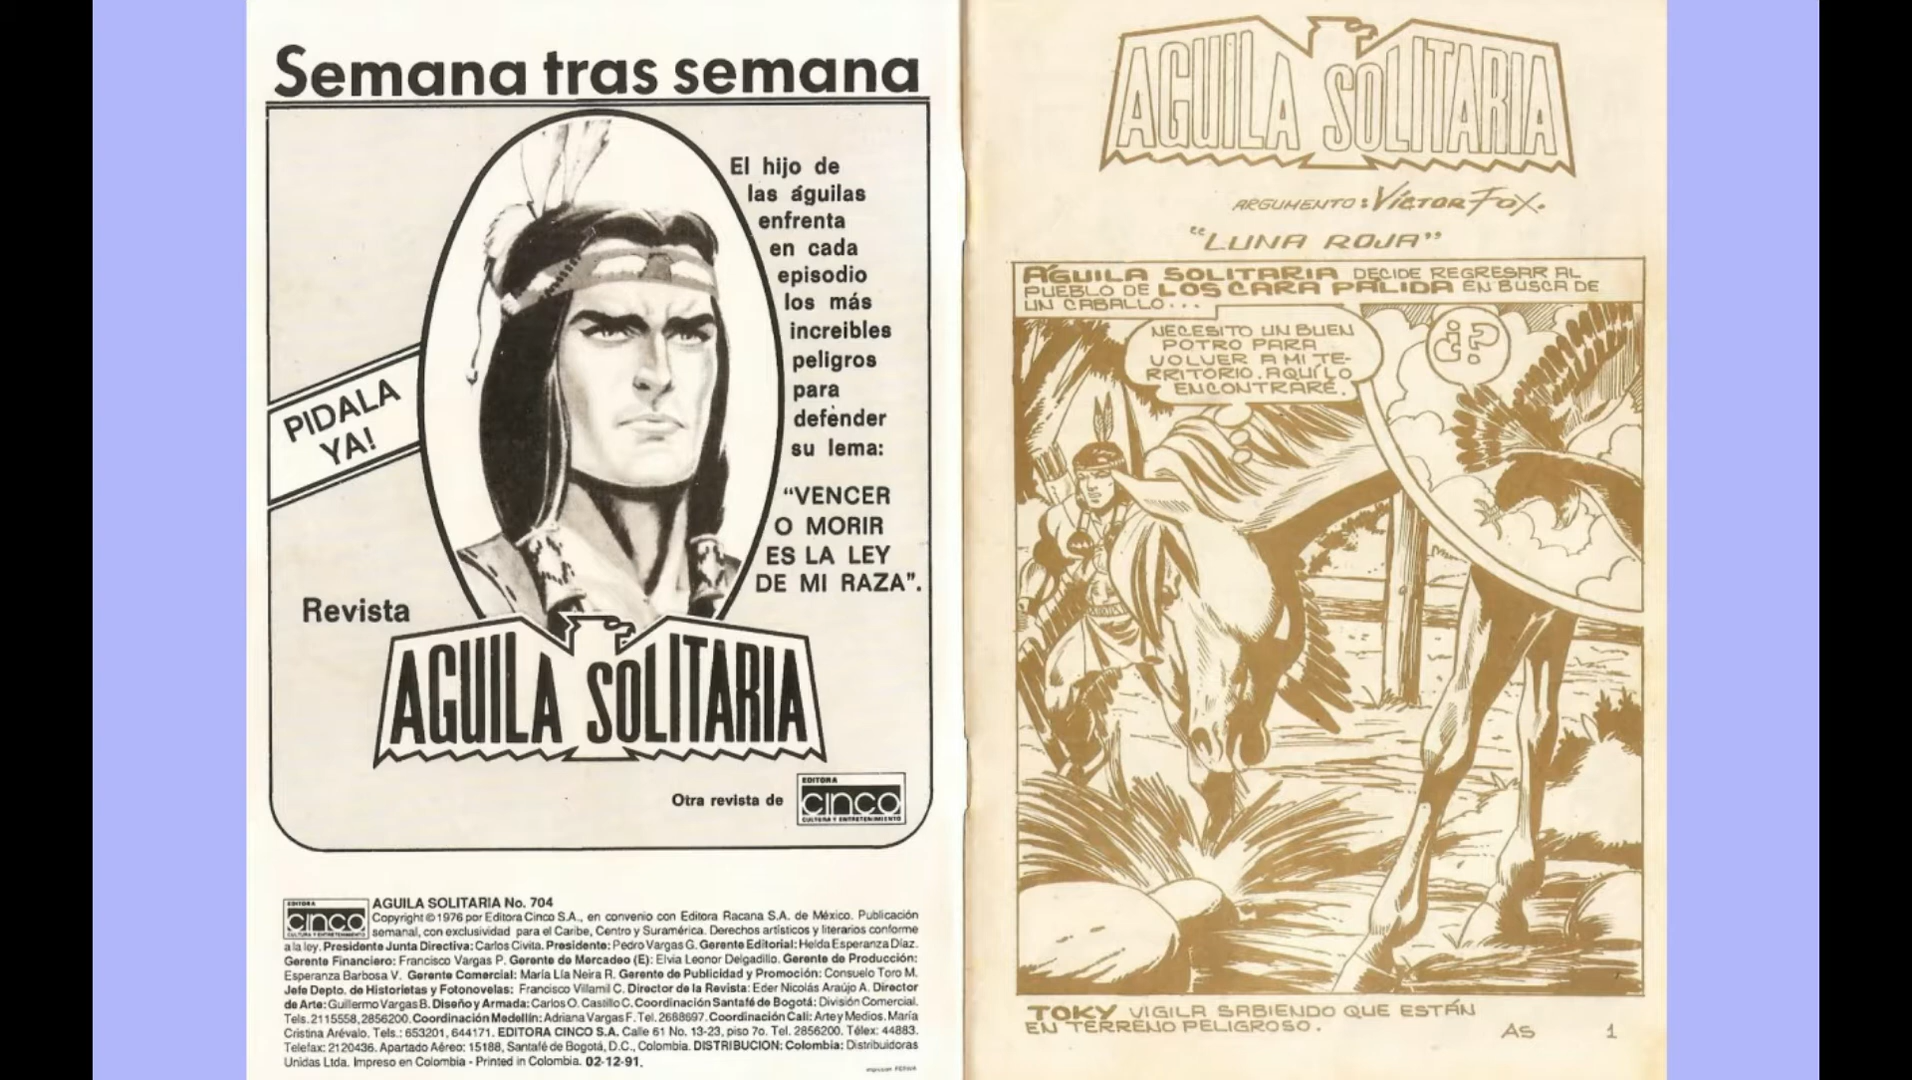 Semana tras semana
El hijo de
las águilas
enfrenta
en cada
episodio
los más
increibles
peligros
para
defender
su lema:
"VENCER
O MORIR
ES LA LEY
DE MI RAZA".
PIDALA
YA!
Revista
AGUILA SOLITARIA
Otra revista de
EDITORA
CINCO
CULTURA Y ENTRETENIMIENTO
EDITORA
CINCO
CULTURA Y ENTRETENIMIENTO
AGUILA SOLITARIA No. 704
Copyright © 1976 por Editora Cinco S.A., en convenio con Editora Racana S.A. de México. Publicación
semanal, con exclusividad para el Caribe, Centro y Suramérica. Derechos artísticos y literarios conforme
a la ley. Presidente Junta Directiva: Carlos Civita. Presidente: Pedro Vargas G. Gerente Editorial: Helda Esperanza Díaz.
Gerente Financiero: Francisco Vargas P. Gerente de Mercadeo (E): Elvia Leonor Delgadillo. Gerente de Producción:
Esperanza Barbosa V. Gerente Comercial: María Lía Neira R. Gerente de Publicidad y Promoción: Consuelo Toro M.
Jefe Depto. de Historietas y Fotonovelas: Francisco Villamil C. Director de la Revista: Eder Nicolás Araújo A. Director
de Arte: Guillermo Vargas B. Diseño y Armada: Carlos O. Castillo C. Coordinación Santafé de Bogotá: División Comercial.
Tels. 2115558, 2856200. Coordinación Medellín: Adriana Vargas F. Tel. 2688697. Coordinación Cali: Arte y Medios. María
Cristina Arévalo. Tels.: 653201, 644171. EDITORA CINCO S.A. Calle 61 No. 13-23, piso 7o. Tel. 2856200. Télex: 44883.
Telefax: 2120436. Apartado Aéreo: 15188, Santafé de Bogotá, D.C., Colombia. DISTRIBUCION: Colombia: Distribuidoras
Unidas Ltda. Impreso en Colombia - Printed in Colombia. 02-12-91.
AGUILA SOLITARIA
ARGUMENTO: VÍCTOR FOX.
"LUNA ROJA"
ÁGUILA SOLITARIA DECIDE REGRESAR AL
PUEBLO DE LOS CARA PALIDA EN BUSCA DE
UN CABALLO...
NECESITO UN BUEN
POTRO PARA
VOLVER A MI TE-
RRITORIO. AQUÍ LO
ENCONTRARÉ.
¿?
TOKY VIGILA SABIENDO QUE ESTÁN
EN TERRENO PELIGROSO.
AS 1